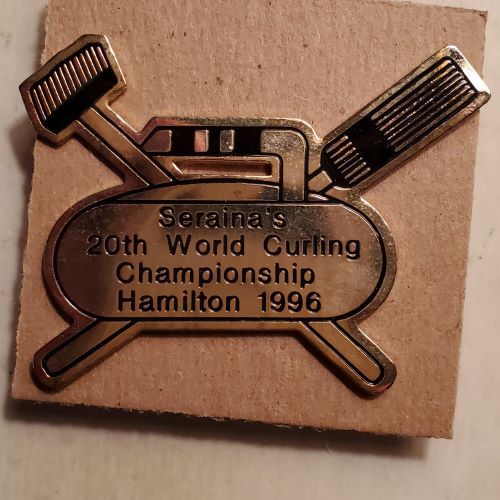 Seraina's
20th World Curling
Championship
Hamilton 1996